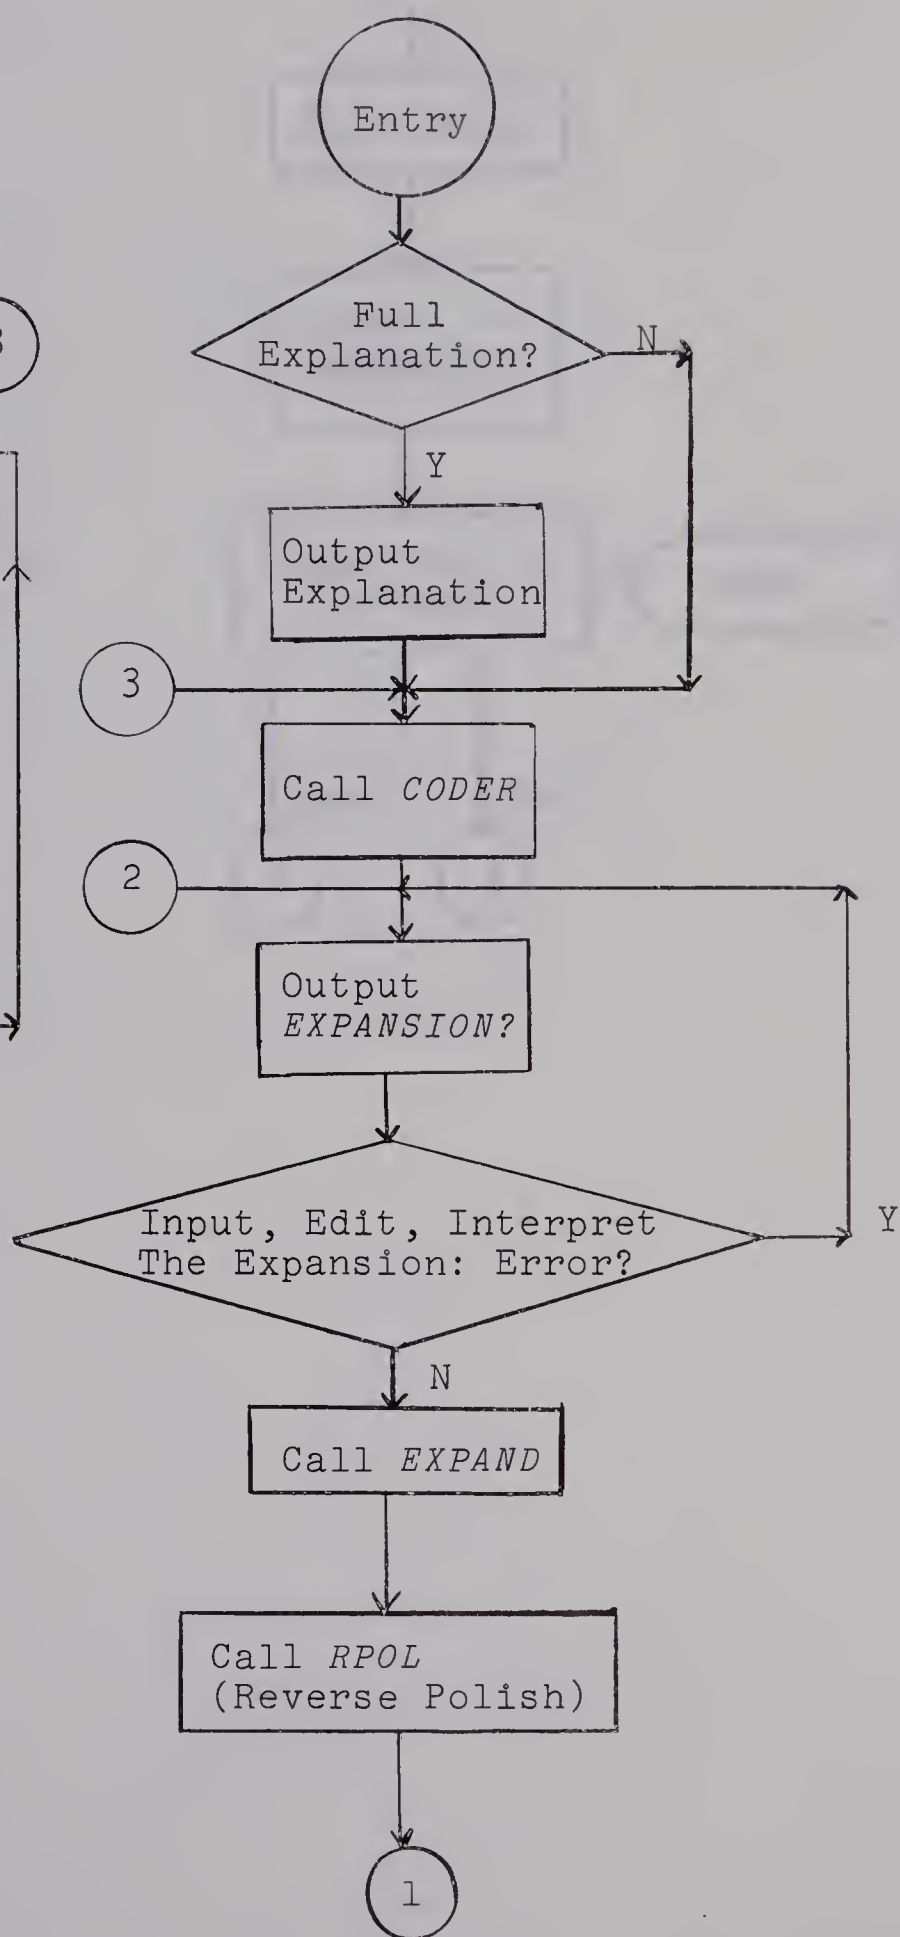 Entry
Full
Explanation?
N
Y
Output
Explanation
3
Call CODER
2
Output
EXPANSION?
Input, Edit, Interpret
The Expansion: Error?
Y
N
Call EXPAND
Call RPOL
(Reverse Polish)
1